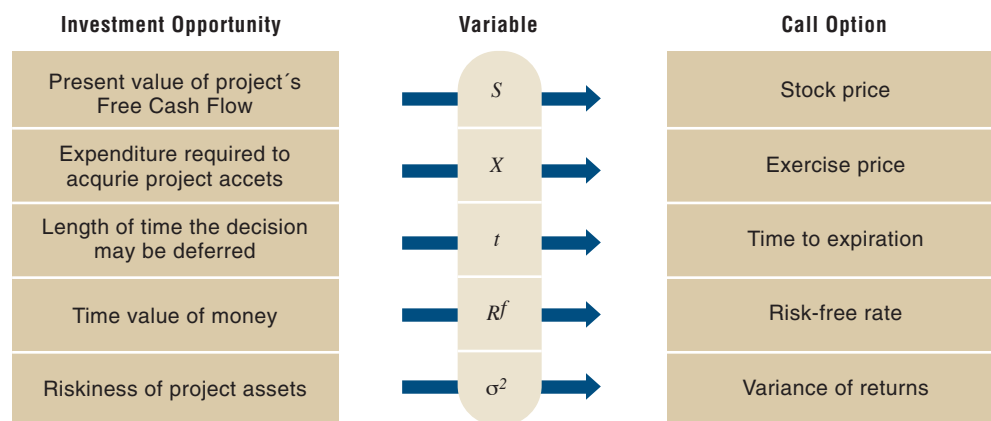 Investment Opportunity Variable Call Option
Present value of project´s
Free Cash Flow
S
Stock price
Expenditure required to
acqurie project accets
X
Exercise price
Length of time the decision
may be deferred
t
Time to expiration
Time value of money
Rf
Risk-free rate
Riskiness of project assets
σ2
Variance of returns